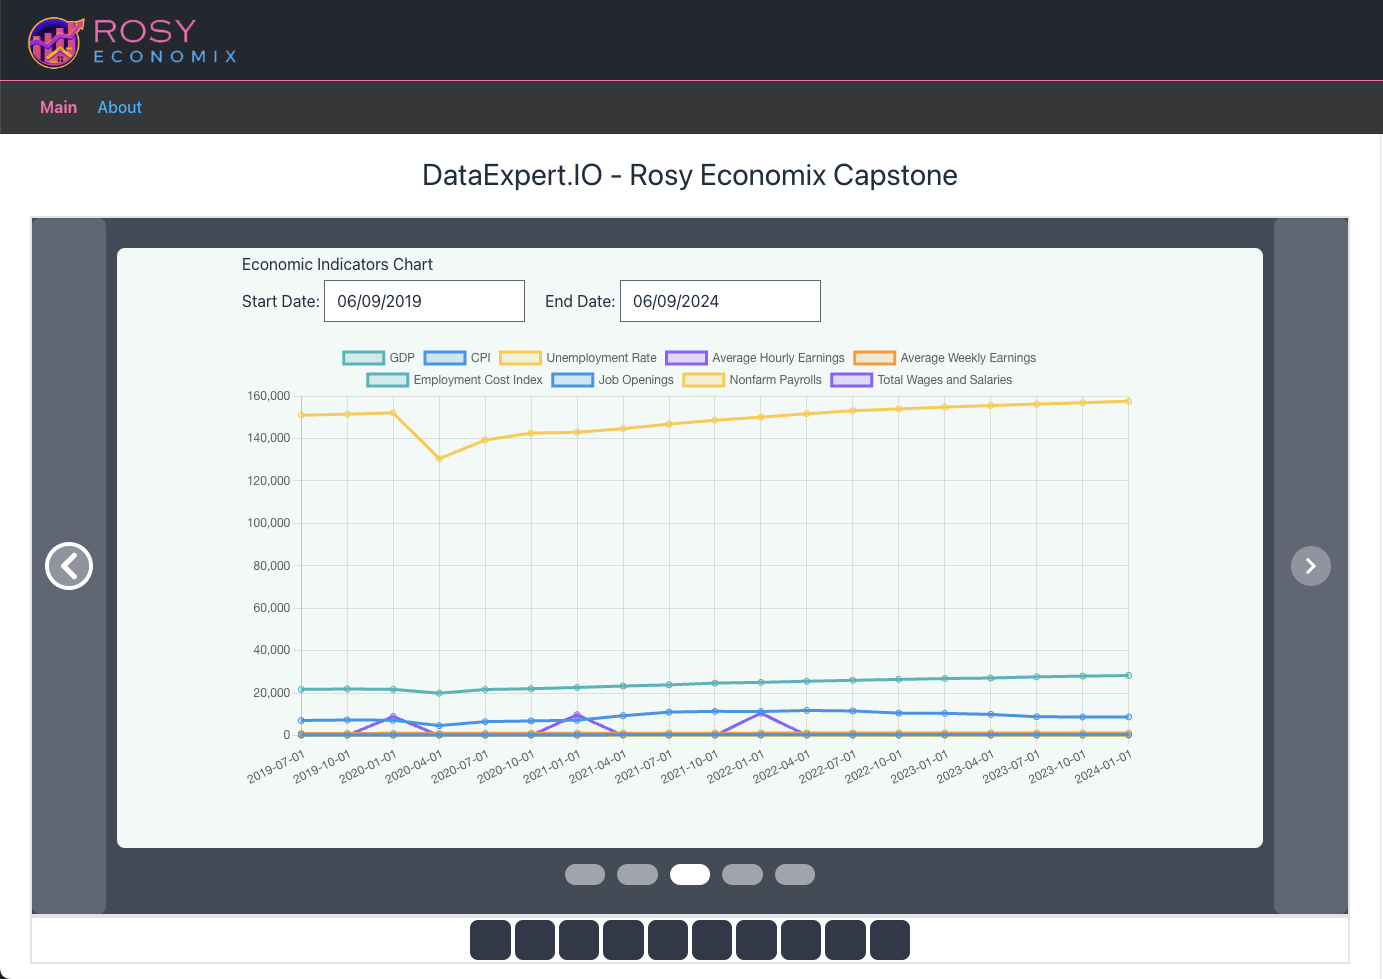 ROSY
ECONOMIX
Main About
DataExpert.IO - Rosy Economix Capstone
Economic Indicators Chart
Start Date: 06/09/2019 End Date: 06/09/2024
GDP CPI Unemployment Rate Average Hourly Earnings Average Weekly Earnings
Employment Cost Index Job Openings Nonfarm Payrolls Total Wages and Salaries
160,000
140,000
120,000
100,000
80,000
60,000
40,000
20,000
0
2019-07-01 2019-10-01 2020-01-01 2020-04-01 2020-07-01 2020-10-01 2021-01-01 2021-04-01 2021-07-01 2021-10-01 2022-01-01 2022-04-01 2022-07-01 2022-10-01 2023-01-01 2023-04-01 2023-07-01 2023-10-01 2024-01-01